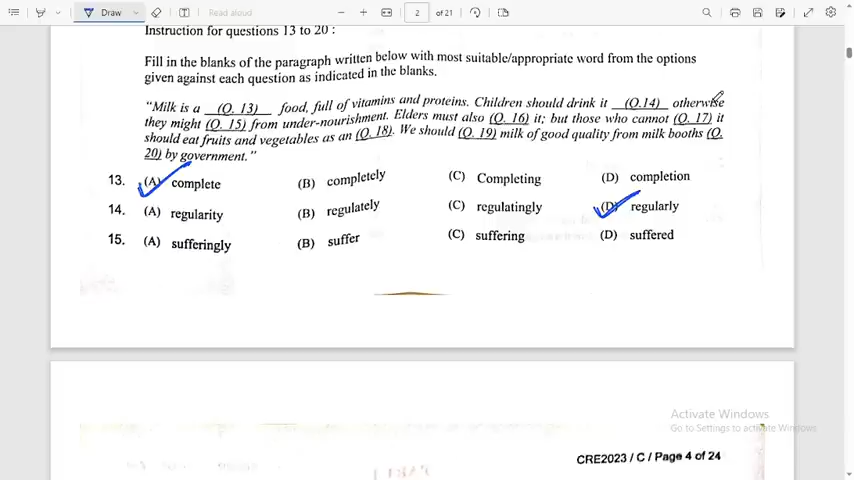 Draw
Read aloud
2 of 21
Instruction for questions 13 to 20 :
Fill in the blanks of the paragraph written below with most suitable/appropriate word from the options
given against each question as indicated in the blanks.
"Milk is a (Q. 13) food, full of vitamins and proteins. Children should drink it (Q.14) otherwise
they might (Q. 15) from under-nourishment. Elders must also (Q. 16) it; but those who cannot (Q. 17) it
should eat fruits and vegetables as an (Q. 18). We should (Q. 19) milk of good quality from milk booths (Q.
20) by government."
13. (A) complete (B) completely (C) Completing (D) completion
14. (A) regularity (B) regulately (C) regulatingly (D) regularly
15. (A) sufferingly (B) suffer (C) suffering (D) suffered
Activate Windows
Go to Settings to activate Windows.
CRE2023 / C / Page 4 of 24